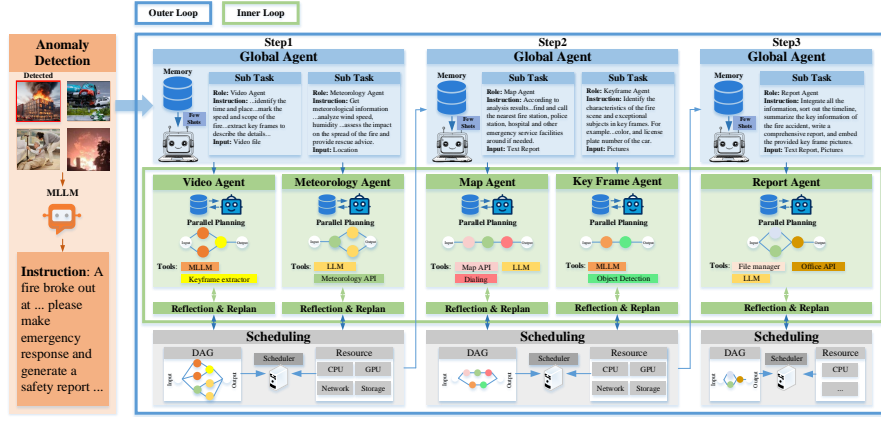 Outer Loop
Inner Loop
Anomaly
Detection
Detected
MLLM
Instruction: A
fire broke out
at ... please
make
emergency
response and
generate a
safety report ...
Step1
Global Agent
Memory
Few
Shots
Sub Task
Role: Video Agent
Instruction: ...identify the
time and place...mark the
speed and scope of the
fire...extract key frames to
describe the details...
Input: Video file
Sub Task
Role: Meteorology Agent
Instruction: Get
meteorological information
...analyze wind speed,
humidity ...assess the impact
on the spread of the fire and
provide rescue advice.
Input: Location
Step2
Global Agent
Memory
Few
Shots
Sub Task
Role: Map Agent
Instruction: According to
analysis results...find and call
the nearest fire station, police
station, hospital and other
emergency service facilities
around if needed.
Input: Text Report
Sub Task
Role: Keyframe Agent
Instruction: Identify the
characteristics of the fire
scene and exceptional
subjects in key frames. For
example...color, and license
plate number of the car.
Input: Pictures
Step3
Global Agent
Memory
Few
Shots
Sub Task
Role: Report Agent
Instruction: Integrate all the
information, sort out the timeline,
summarize the key information of
the fire accident, write a
comprehensive report, and embed
the provided key frame pictures.
Input: Text Report, Pictures
Video Agent
Parallel Planning
Input
Output
Tools:
MLLM
Keyframe extractor
Meteorology Agent
Parallel Planning
Input
Output
Tools:
LLM
Meteorology API
Map Agent
Parallel Planning
Input
Output
Tools:
Map API
LLM
Dialing
Key Frame Agent
Parallel Planning
Input
Output
Tools:
MLLM
Object Detection
Report Agent
Parallel Planning
Input
Output
Tools:
File manager
Office API
LLM
Reflection & Replan
Reflection & Replan
Reflection & Replan
Reflection & Replan
Reflection & Replan
Scheduling
DAG
Input
Output
Scheduler
Resource
CPU
GPU
Network
Storage
Scheduling
DAG
Input
Output
Scheduler
Resource
CPU
GPU
Network
Storage
Scheduling
DAG
Input
Output
Scheduler
Resource
CPU
...